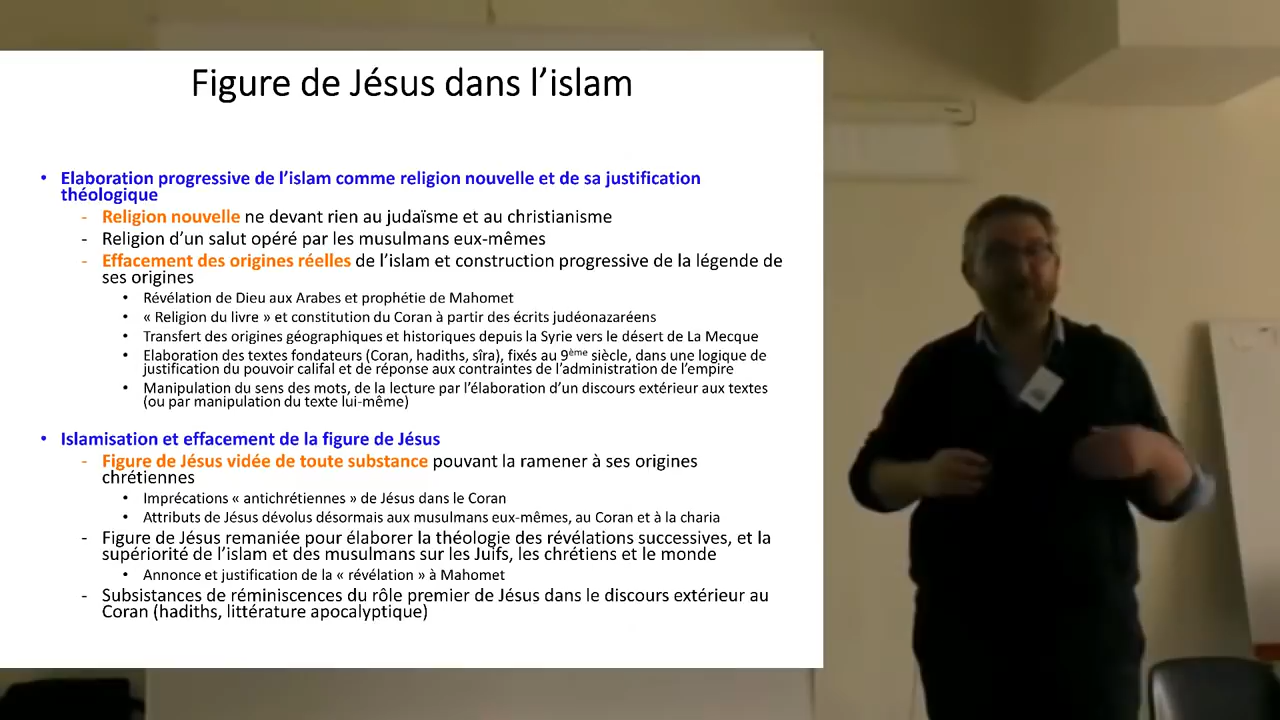 Figure de Jésus dans l’islam
• Elaboration progressive de l’islam comme religion nouvelle et de sa justification
théologique
- Religion nouvelle ne devant rien au judaïsme et au christianisme
- Religion d’un salut opéré par les musulmans eux-mêmes
- Effacement des origines réelles de l’islam et construction progressive de la légende de
ses origines
• Révélation de Dieu aux Arabes et prophétie de Mahomet
• « Religion du livre » et constitution du Coran à partir des écrits judéonazaréens
• Transfert des origines géographiques et historiques depuis la Syrie vers le désert de La Mecque
• Elaboration des textes fondateurs (Coran, hadiths, sîra), fixés au 9ème siècle, dans une logique de
justification du pouvoir califal et de réponse aux contraintes de l’administration de l’empire
• Manipulation du sens des mots, de la lecture par l’élaboration d’un discours extérieur aux textes
(ou par manipulation du texte lui-même)
• Islamisation et effacement de la figure de Jésus
- Figure de Jésus vidée de toute substance pouvant la ramener à ses origines
chrétiennes
• Imprécations « antichrétiennes » de Jésus dans le Coran
• Attributs de Jésus dévolus désormais aux musulmans eux-mêmes, au Coran et à la charia
- Figure de Jésus remaniée pour élaborer la théologie des révélations successives, et la
supériorité de l’islam et des musulmans sur les Juifs, les chrétiens et le monde
• Annonce et justification de la « révélation » à Mahomet
- Subsistances de réminiscences du rôle premier de Jésus dans le discours extérieur au
Coran (hadiths, littérature apocalyptique)